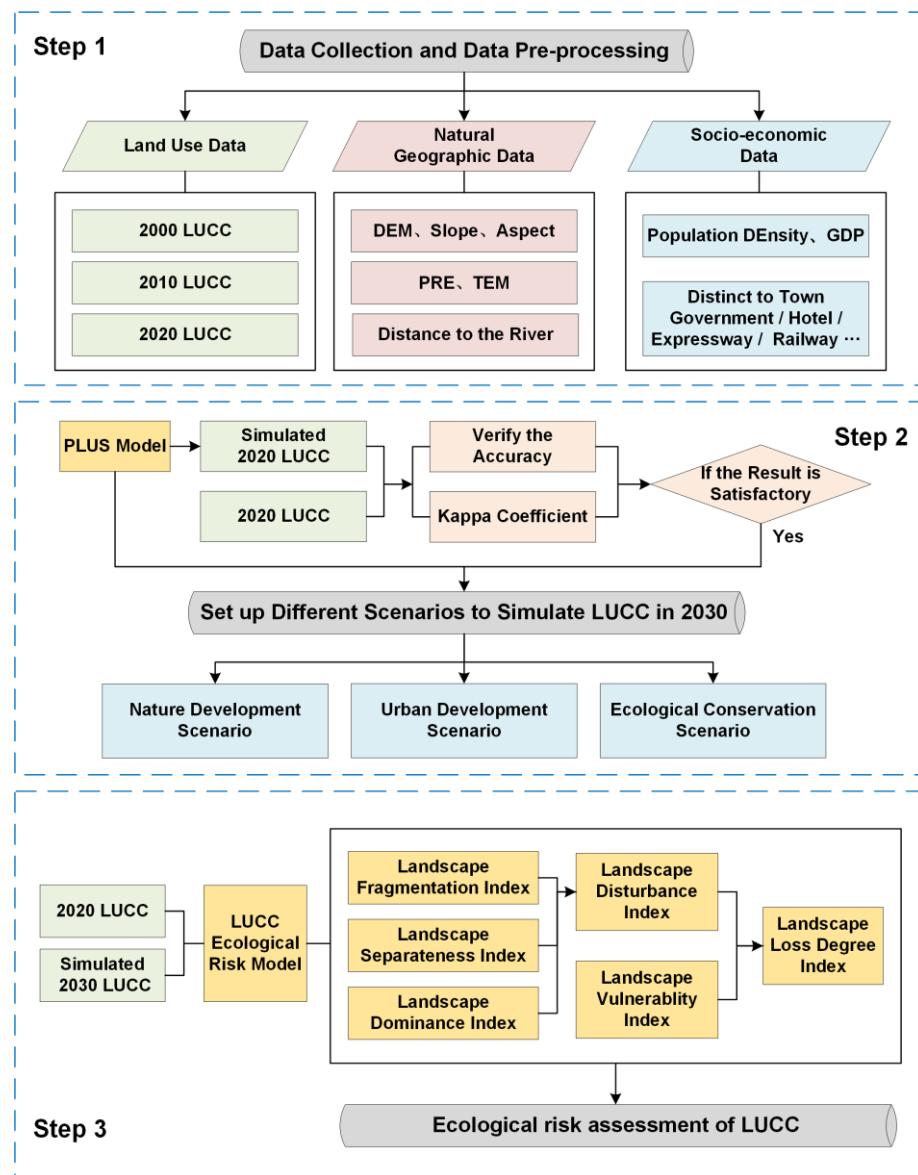 Step 1
Data Collection and Data Pre-processing
Land Use Data
Natural
Geographic Data
Socio-economic
Data
2000 LUCC
2010 LUCC
2020 LUCC
DEM、Slope、Aspect
PRE、TEM
Distance to the River
Population DEnsity、GDP
Distinct to Town
Government / Hotel /
Expressway / Railway ···
Step 2
PLUS Model
Simulated
2020 LUCC
2020 LUCC
Verify the
Accuracy
Kappa Coefficient
If the Result is
Satisfactory
Yes
Set up Different Scenarios to Simulate LUCC in 2030
Nature Development
Scenario
Urban Development
Scenario
Ecological Conservation
Scenario
2020 LUCC
Simulated
2030 LUCC
LUCC
Ecological
Risk Model
Landscape
Fragmentation Index
Landscape
Separateness Index
Landscape
Dominance Index
Landscape
Disturbance
Index
Landscape
Vulnerablity
Index
Landscape
Loss Degree
Index
Step 3
Ecological risk assessment of LUCC